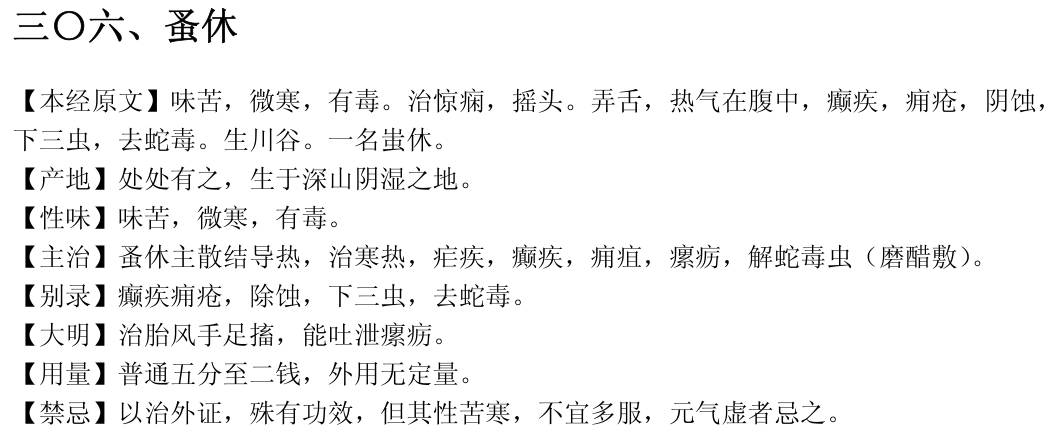 三〇六、蚤休
【本经原文】味苦，微寒，有毒。治惊痫，摇头。弄舌，热气在腹中，癫疾，痈疮，阴蚀，
下三虫，去蛇毒。生川谷。一名蚩休。
【产地】处处有之，生于深山阴湿之地。
【性味】味苦，微寒，有毒。
【主治】蚤休主散结导热，治寒热，疟疾，癫疾，痈疽，瘰疬，解蛇毒虫（磨醋敷）。
【别录】癫疾痈疮，除蚀，下三虫，去蛇毒。
【大明】治胎风手足搐，能吐泄瘰疬。
【用量】普通五分至二钱，外用无定量。
【禁忌】以治外证，殊有功效，但其性苦寒，不宜多服，元气虚者忌之。